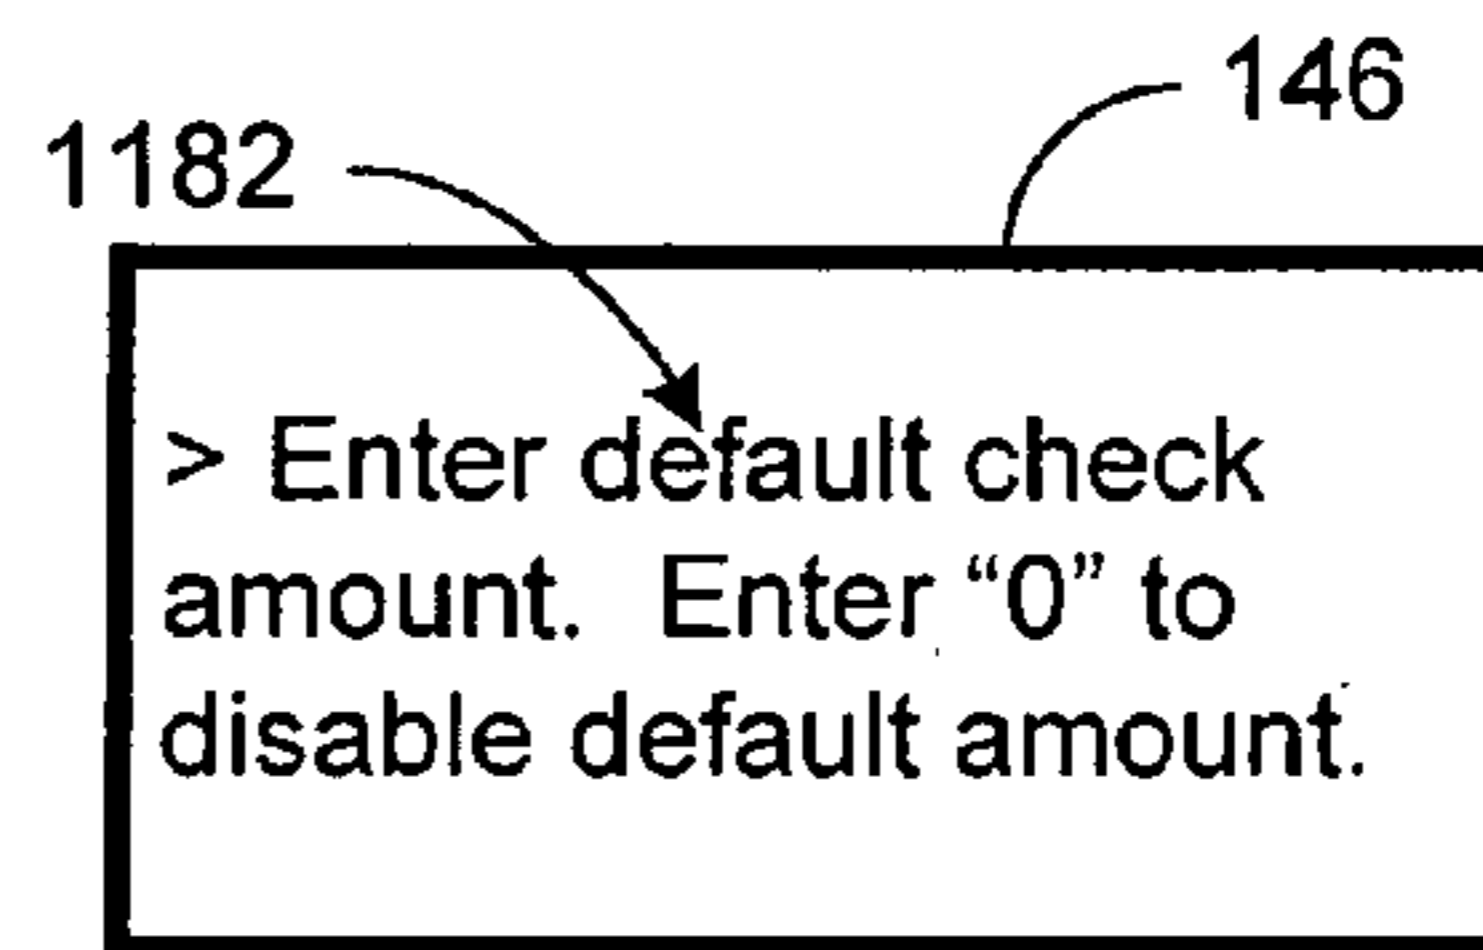 146
1182
> Enter default check
amount. Enter “0” to
disable default amount.